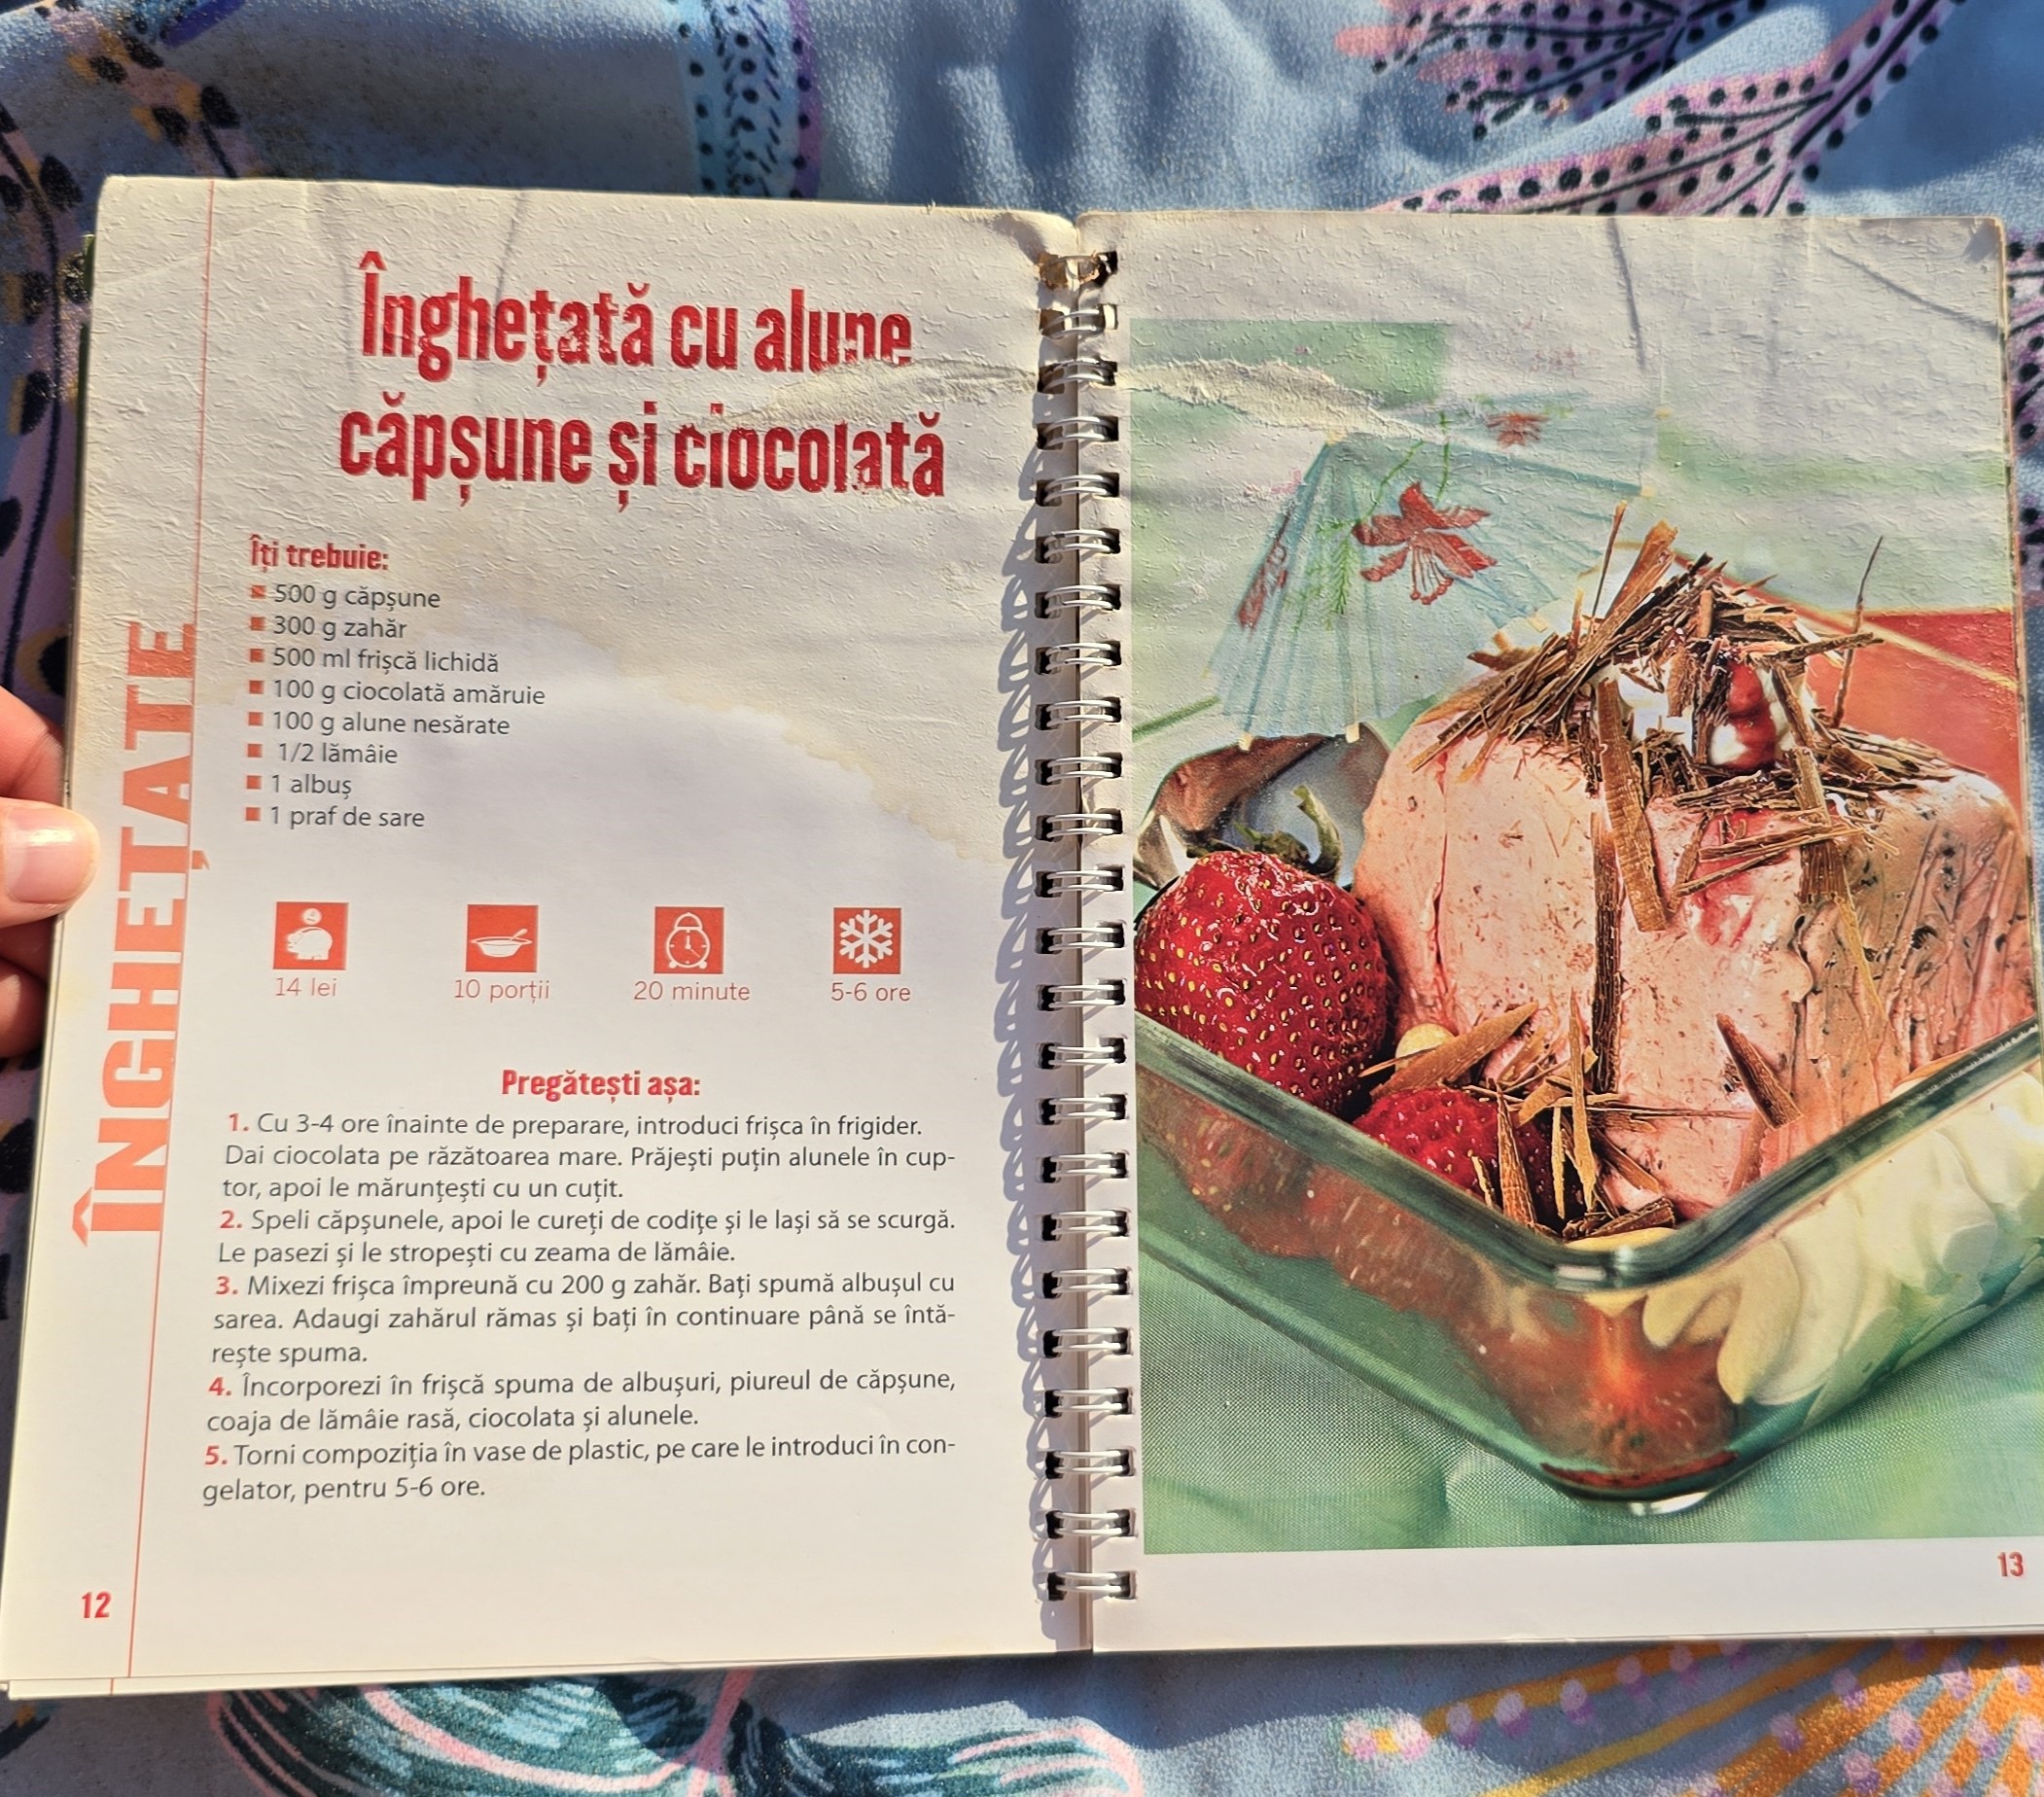 Înghețată cu alune
căpșune și ciocolată
Îți trebuie:
500 g căpșune
300 g zahăr
500 ml frișcă lichidă
100 g ciocolată amăruie
100 g alune nesărate
1/2 lămâie
1 albuș
1 praf de sare
ÎNGHEȚATE
14 lei
10 porții
20 minute
5-6 ore
Pregătești așa:
1. Cu 3-4 ore înainte de preparare, introduci frișca în frigider.
Dai ciocolata pe răzătoarea mare. Prăjești puțin alunele în cup-
tor, apoi le mărunțești cu un cuțit.
2. Speli căpșunele, apoi le cureți de codițe și le lași să se scurgă.
Le pasezi și le stropești cu zeama de lămâie.
3. Mixezi frișca împreună cu 200 g zahăr. Bați spumă albușul cu
sarea. Adaugi zahărul rămas și bați în continuare până se întă-
rește spuma.
4. Încorporezi în frișcă spuma de albușuri, piureul de căpșune,
coaja de lămâie rasă, ciocolata și alunele.
5. Torni compoziția în vase de plastic, pe care le introduci în con-
gelator, pentru 5-6 ore.
12
13